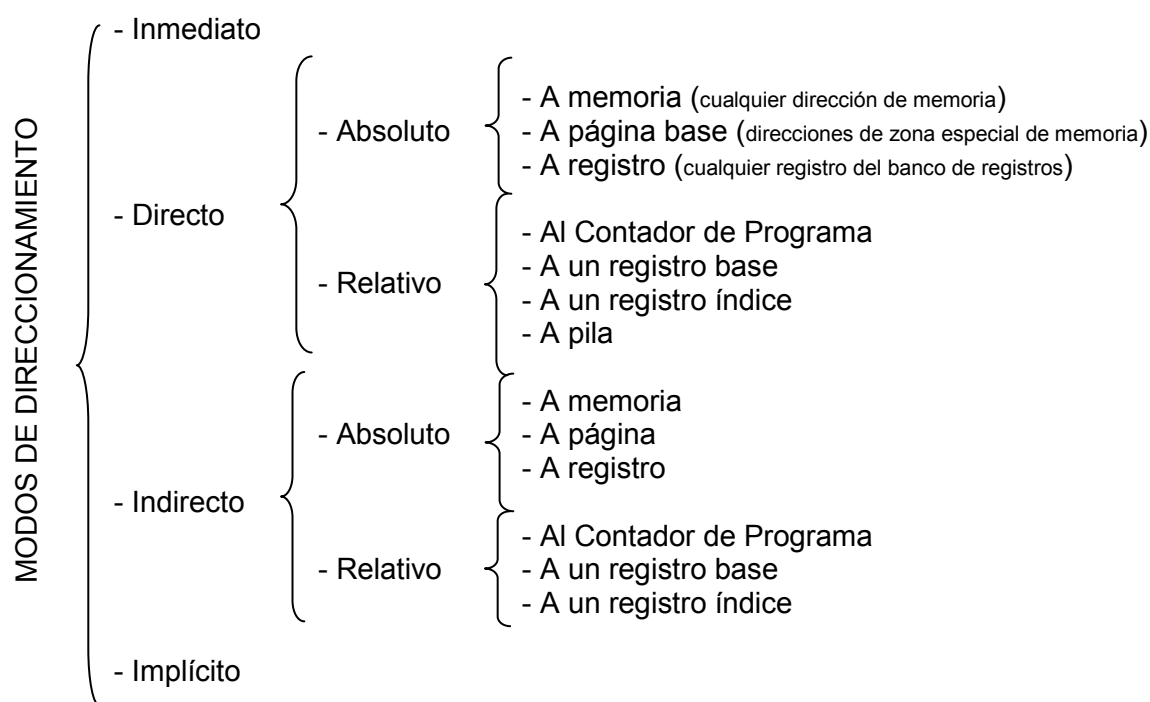 MODOS DE DIRECCIONAMIENTO
- Inmediato
- Directo
- Absoluto
- A memoria (cualquier dirección de memoria)
- A página base (direcciones de zona especial de memoria)
- A registro (cualquier registro del banco de registros)
- Relativo
- Al Contador de Programa
- A un registro base
- A un registro índice
- A pila
- Indirecto
- Absoluto
- A memoria
- A página
- A registro
- Relativo
- Al Contador de Programa
- A un registro base
- A un registro índice
- Implícito